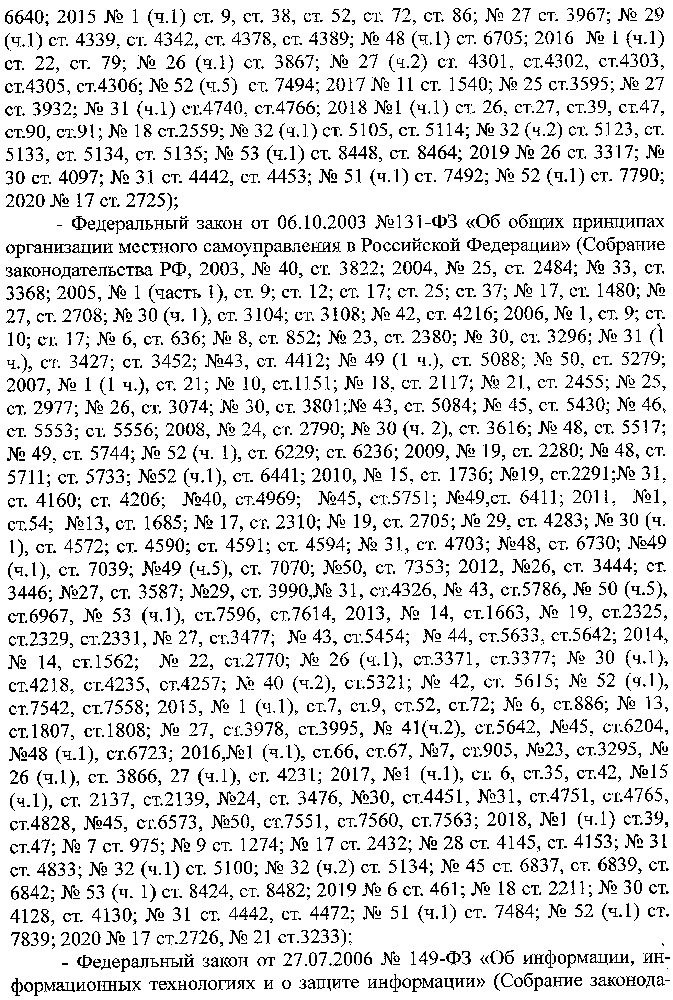 6640; 2015 № 1 (ч.1) ст. 9, ст. 38, ст. 52, ст. 72, ст. 86; № 27 ст. 3967; № 29
(ч.1) ст. 4339, ст. 4342, ст. 4378, ст. 4389; № 48 (ч.1) ст. 6705; 2016 № 1 (ч.1)
ст. 22, ст. 79; № 26 (ч.1) ст. 3867; № 27 (ч.2) ст. 4301, ст.4302, ст.4303,
ст.4305, ст.4306; № 52 (ч.5) ст. 7494; 2017 № 11 ст. 1540; № 25 ст.3595; № 27
ст. 3932; № 31 (ч.1) ст.4740, ст.4766; 2018 №1 (ч.1) ст. 26, ст.27, ст.39, ст.47,
ст.90, ст.91; № 18 ст.2559; № 32 (ч.1) ст. 5105, ст. 5114; № 32 (ч.2) ст. 5123, ст.
5133, ст. 5134, ст. 5135; № 53 (ч.1) ст. 8448, ст. 8464; 2019 № 26 ст. 3317; №
30 ст. 4097; № 31 ст. 4442, ст. 4453; № 51 (ч.1) ст. 7492; № 52 (ч.1) ст. 7790;
2020 № 17 ст. 2725);
- Федеральный закон от 06.10.2003 №131-ФЗ «Об общих принципах
организации местного самоуправления в Российской Федерации» (Собрание
законодательства РФ, 2003, № 40, ст. 3822; 2004, № 25, ст. 2484; № 33, ст.
3368; 2005, № 1 (часть 1), ст. 9; ст. 12; ст. 17; ст. 25; ст. 37; № 17, ст. 1480; №
27, ст. 2708; № 30 (ч. 1), ст. 3104; ст. 3108; № 42, ст. 4216; 2006, № 1, ст. 9; ст.
10; ст. 17; № 6, ст. 636; № 8, ст. 852; № 23, ст. 2380; № 30, ст. 3296; № 31 (1
ч.), ст. 3427; ст. 3452; №43, ст. 4412; № 49 (1 ч.), ст. 5088; № 50, ст. 5279;
2007, № 1 (1 ч.), ст. 21; № 10, ст.1151; № 18, ст. 2117; № 21, ст. 2455; № 25,
ст. 2977; № 26, ст. 3074; № 30, ст. 3801;№ 43, ст. 5084; № 45, ст. 5430; № 46,
ст. 5553; ст. 5556; 2008, № 24, ст. 2790; № 30 (ч. 2), ст. 3616; № 48, ст. 5517;
№ 49, ст. 5744; № 52 (ч. 1), ст. 6229; ст. 6236; 2009, № 19, ст. 2280; № 48, ст.
5711; ст. 5733; №52 (ч.1), ст. 6441; 2010, № 15, ст. 1736; №19, ст.2291;№ 31,
ст. 4160; ст. 4206; №40, ст.4969; №45, ст.5751; №49,ст. 6411; 2011, №1,
ст.54; №13, ст. 1685; № 17, ст. 2310; № 19, ст. 2705; № 29, ст. 4283; № 30 (ч.
1), ст. 4572; ст. 4590; ст. 4591; ст. 4594; № 31, ст. 4703; №48, ст. 6730; №49
(ч.1), ст. 7039; №49 (ч.5), ст. 7070; №50, ст. 7353; 2012, №26, ст. 3444; ст.
3446; №27, ст. 3587; №29, ст. 3990,№ 31, ст.4326, № 43, ст.5786, № 50 (ч.5),
ст.6967, № 53 (ч.1), ст.7596, ст.7614, 2013, № 14, ст.1663, № 19, ст.2325,
ст.2329, ст.2331, № 27, ст.3477; № 43, ст.5454; № 44, ст.5633, ст.5642; 2014,
№ 14, ст.1562; № 22, ст.2770; № 26 (ч.1), ст.3371, ст.3377; № 30 (ч.1),
ст.4218, ст.4235, ст.4257; № 40 (ч.2), ст.5321; № 42, ст. 5615; № 52 (ч.1),
ст.7542, ст.7558; 2015, № 1 (ч.1), ст.7, ст.9, ст.52, ст.72; № 6, ст.886; № 13,
ст.1807, ст.1808; № 27, ст.3978, ст.3995, № 41(ч.2), ст.5642, №45, ст.6204,
№48 (ч.1), ст.6723; 2016,№1 (ч.1), ст.66, ст.67, №7, ст.905, №23, ст.3295, №
26 (ч.1), ст. 3866, 27 (ч.1), ст. 4231; 2017, №1 (ч.1), ст. 6, ст.35, ст.42, №15
(ч.1), ст. 2137, ст.2139, №24, ст. 3476, №30, ст.4451, №31, ст.4751, ст.4765,
ст.4828, №45, ст.6573, №50, ст.7551, ст.7560, ст.7563; 2018, №1 (ч.1) ст.39,
ст.47; № 7 ст. 975; № 9 ст. 1274; № 17 ст. 2432; № 28 ст. 4145, ст. 4153; № 31
ст. 4833; № 32 (ч.1) ст. 5100; № 32 (ч.2) ст. 5134; № 45 ст. 6837, ст. 6839, ст.
6842; № 53 (ч. 1) ст. 8424, ст. 8482; 2019 № 6 ст. 461; № 18 ст. 2211; № 30 ст.
4128, ст. 4130; № 31 ст. 4442, ст. 4472; № 51 (ч.1) ст. 7484; № 52 (ч.1) ст.
7839; 2020 № 17 ст.2726, № 21 ст.3233);
- Федеральный закон от 27.07.2006 № 149-ФЗ «Об информации, ин-
формационных технологиях и о защите информации» (Собрание законода-